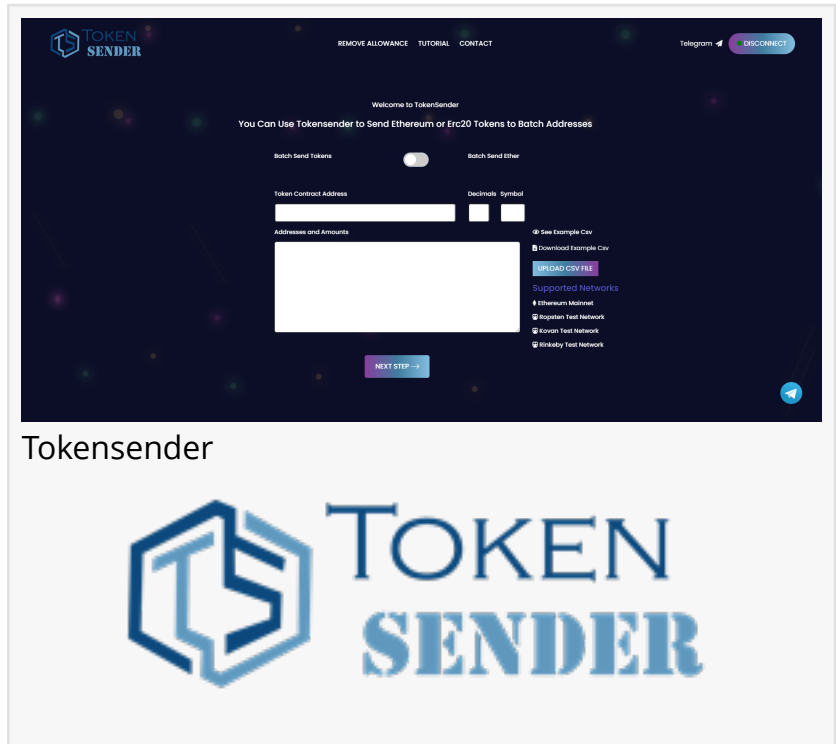 TOKEN
SENDER
REMOVE ALLOWANCE TUTORIAL CONTACT
Telegram DISCONNECT
Welcome to TokenSender
You Can Use Tokensender to Send Ethereum or Erc20 Tokens to Batch Addresses
Batch Send Tokens Batch Send Ether
Token Contract Address Decimals Symbol
Addresses and Amounts
See Example Csv
Download Example Csv
UPLOAD CSV FILE
Supported Networks
Ethereum Mainnet
Ropsten Test Network
Kovan Test Network
Rinkeby Test Network
NEXT STEP →
Tokensender
TS TOKEN
SENDER